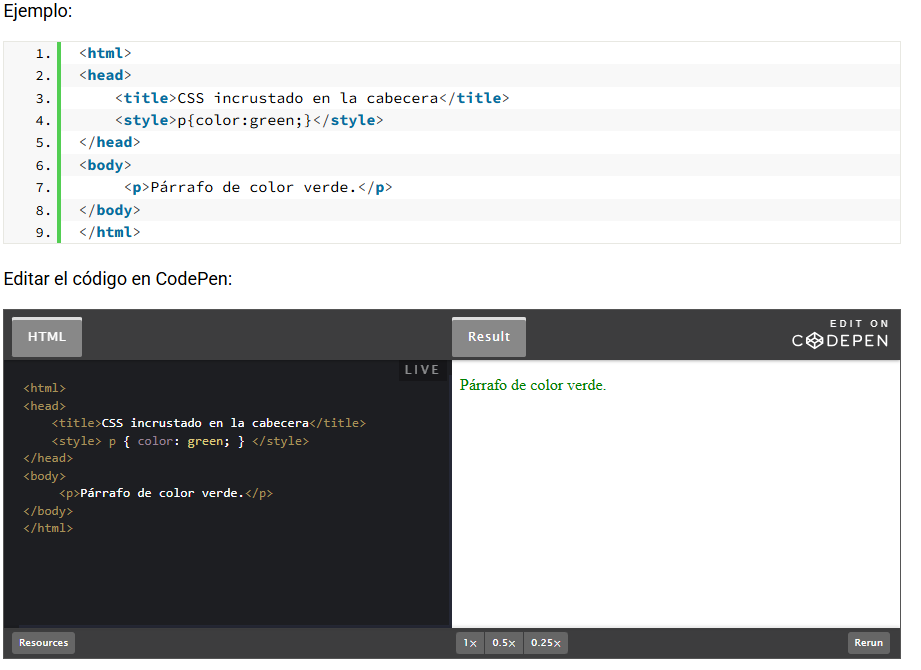 Ejemplo:
1. <html>
2. <head>
3. <title>CSS incrustado en la cabecera</title>
4. <style>p{color:green;}</style>
5. </head>
6. <body>
7. <p>Párrafo de color verde.</p>
8. </body>
9. </html>
Editar el código en CodePen:
HTML
Result
EDIT ON
CODEPEN
LIVE
<html>
<head>
<title>CSS incrustado en la cabecera</title>
<style> p { color: green; } </style>
</head>
<body>
<p>Párrafo de color verde.</p>
</body>
</html>
Párrafo de color verde.
Resources
1× 0.5× 0.25×
Rerun